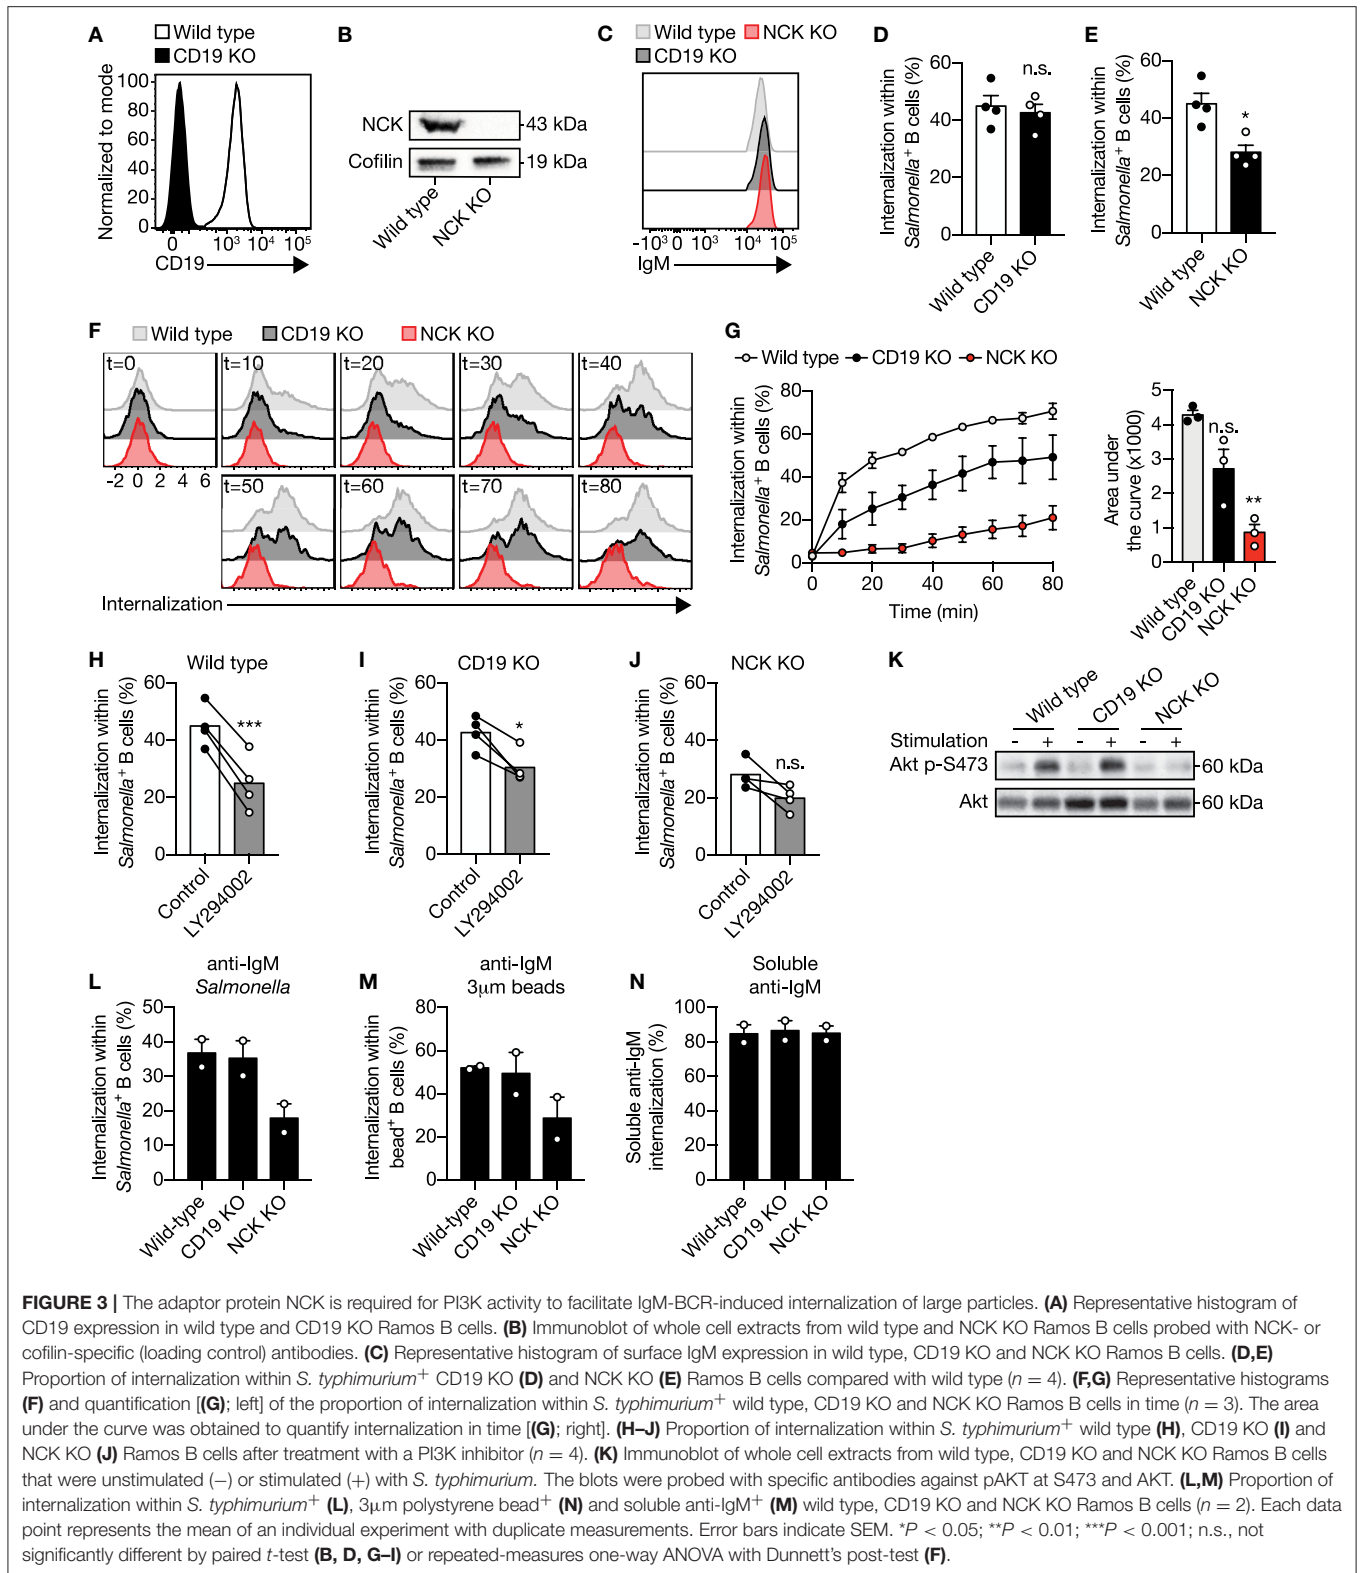 A
Wild type
CD19 KO
Normalized to mode
100
80
60
40
20
0
0 10³ 10⁴ 10⁵
CD19
B
NCK
43 kDa
Cofilin
19 kDa
Wild type
NCK KO
C
Wild type NCK KO
CD19 KO
-10³ 10³ 10⁴ 10⁵
IgM
D
Internalization within
Salmonella⁺ B cells (%)
60
40
20
0
n.s.
Wild type
CD19 KO
E
Internalization within
Salmonella⁺ B cells (%)
60
40
20
0
*
Wild type
NCK KO
F
Wild type CD19 KO NCK KO
t=0 t=10 t=20 t=30 t=40
-2 0 2 4 6
t=50 t=60 t=70 t=80
Internalization
G
Wild type CD19 KO NCK KO
Internalization within
Salmonella⁺ B cells (%)
80
60
40
20
0
0 20 40 60 80
Time (min)
Area under
the curve (x1000)
5
4
3
2
1
0
n.s.
**
Wild type
CD19 KO
NCK KO
H
Wild type
Internalization within
Salmonella⁺ B cells (%)
60
40
20
0
***
Control
LY294002
I
CD19 KO
Internalization within
Salmonella⁺ B cells (%)
60
40
20
0
*
Control
LY294002
J
NCK KO
Internalization within
Salmonella⁺ B cells (%)
60
40
20
0
n.s.
Control
LY294002
K
Wild type
CD19 KO
NCK KO
Stimulation - + - + - +
Akt p-S473
60 kDa
Akt
60 kDa
L
anti-IgM
Salmonella
Internalization within
Salmonella⁺ B cells (%)
50
40
30
20
10
0
Wild-type
CD19 KO
NCK KO
M
anti-IgM
3μm beads
Internalization within
bead⁺ B cells (%)
80
60
40
20
0
Wild-type
CD19 KO
NCK KO
N
Soluble
anti-IgM
Soluble anti-IgM
internalization (%)
100
80
60
40
20
0
Wild-type
CD19 KO
NCK KO
FIGURE 3 | The adaptor protein NCK is required for PI3K activity to facilitate IgM-BCR-induced internalization of large particles. (A) Representative histogram of
CD19 expression in wild type and CD19 KO Ramos B cells. (B) Immunoblot of whole cell extracts from wild type and NCK KO Ramos B cells probed with NCK- or
cofilin-specific (loading control) antibodies. (C) Representative histogram of surface IgM expression in wild type, CD19 KO and NCK KO Ramos B cells. (D,E)
Proportion of internalization within S. typhimurium⁺ CD19 KO (D) and NCK KO (E) Ramos B cells compared with wild type (n = 4). (F,G) Representative histograms
(F) and quantification [(G); left] of the proportion of internalization within S. typhimurium⁺ wild type, CD19 KO and NCK KO Ramos B cells in time (n = 3). The area
under the curve was obtained to quantify internalization in time [(G); right]. (H–J) Proportion of internalization within S. typhimurium⁺ wild type (H), CD19 KO (I) and
NCK KO (J) Ramos B cells after treatment with a PI3K inhibitor (n = 4). (K) Immunoblot of whole cell extracts from wild type, CD19 KO and NCK KO Ramos B cells
that were unstimulated (−) or stimulated (+) with S. typhimurium. The blots were probed with specific antibodies against pAKT at S473 and AKT. (L,M) Proportion of
internalization within S. typhimurium⁺ (L), 3μm polystyrene bead⁺ (N) and soluble anti-IgM⁺ (M) wild type, CD19 KO and NCK KO Ramos B cells (n = 2). Each data
point represents the mean of an individual experiment with duplicate measurements. Error bars indicate SEM. *P < 0.05; **P < 0.01; ***P < 0.001; n.s., not
significantly different by paired t-test (B, D, G–I) or repeated-measures one-way ANOVA with Dunnett's post-test (F).